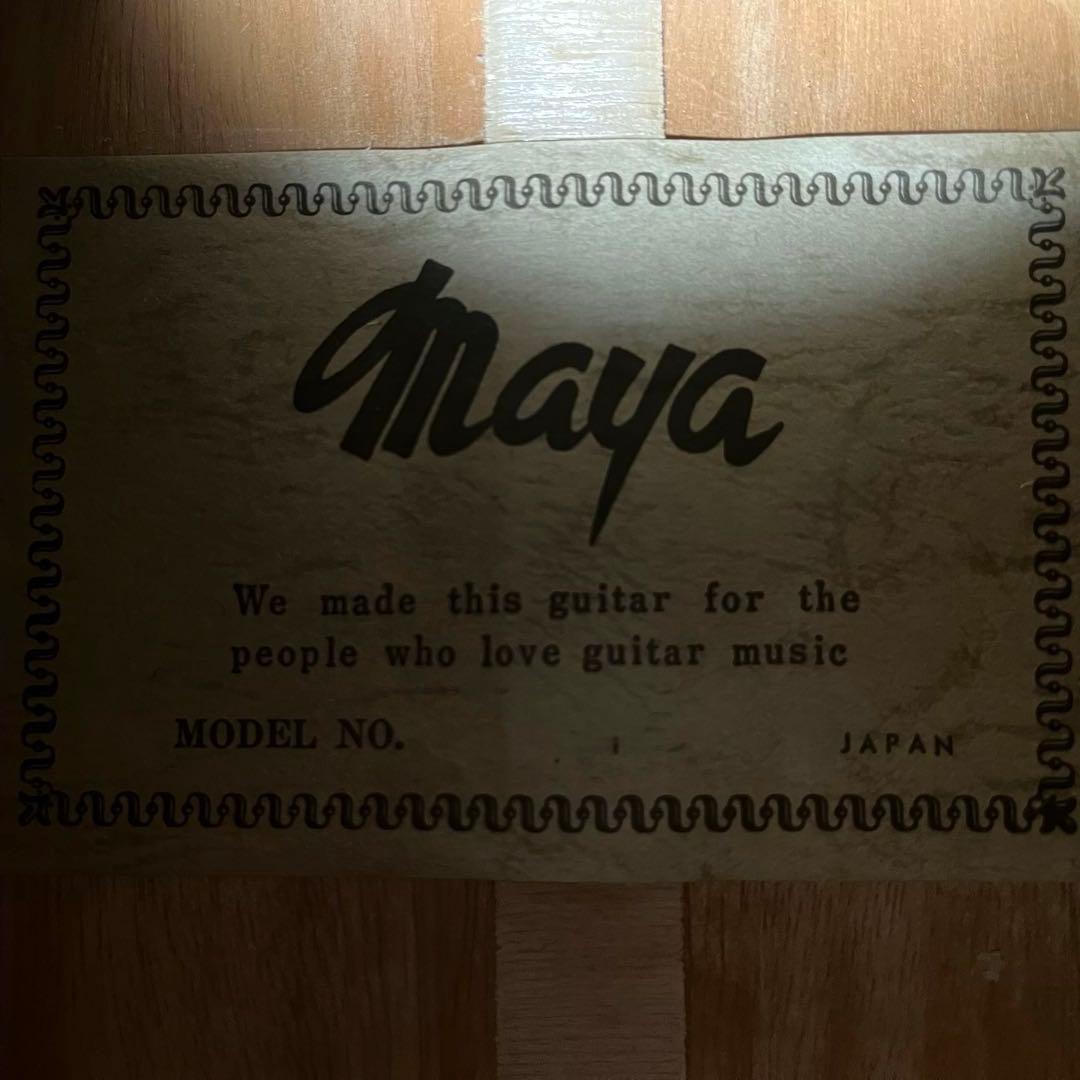 Maya
We made this guitar for the
people who love guitar music
MODEL NO.
JAPAN